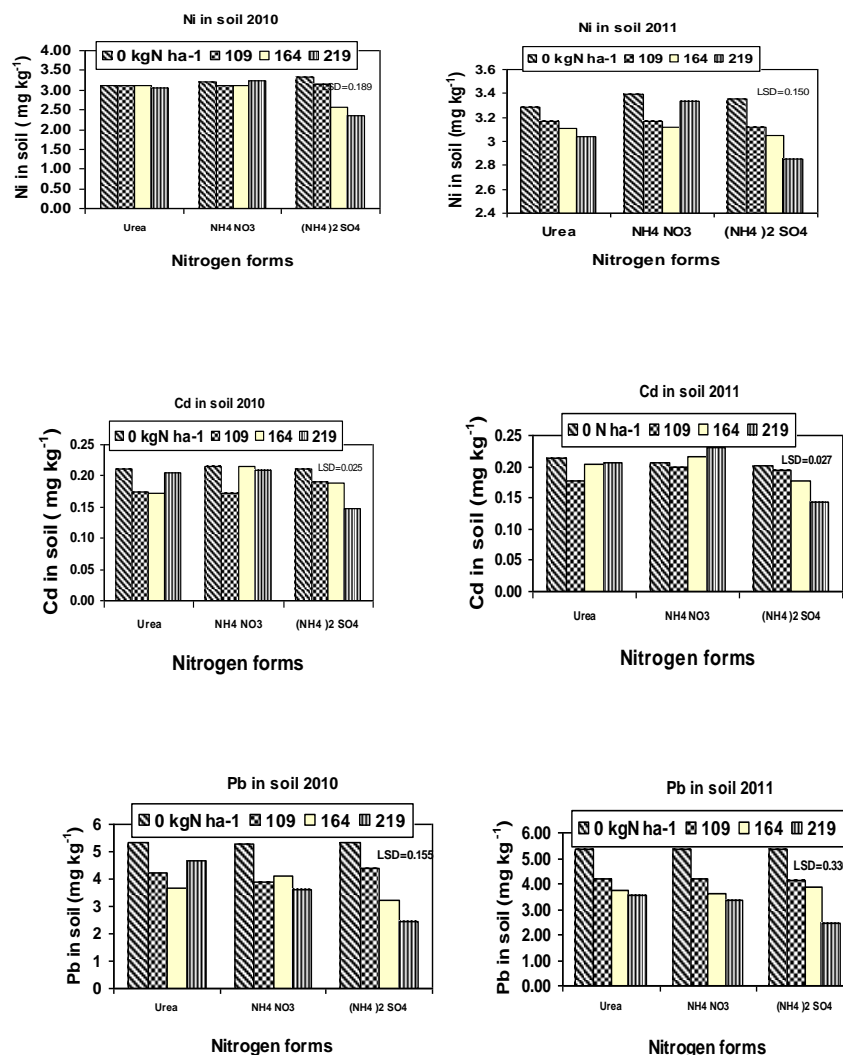 Ni in soil 2010
0 kgN ha-1 109 164 219
4.00
3.50
3.00
2.50
2.00
1.50
1.00
0.50
0.00
Ni in soil (mg kg-1)
LSD=0.189
Urea NH4 NO3 (NH4 )2 SO4
Nitrogen forms
Ni in soil 2011
0 kgN ha-1 109 164 219
3.6
3.4
3.2
3
2.8
2.6
2.4
Ni in soil (mg kg-1)
LSD=0.150
Urea NH4 NO3 (NH4 )2 SO4
Nitrogen forms
Cd in soil 2010
0 kgN ha-1 109 164 219
0.25
0.20
0.15
0.10
0.05
0.00
Cd in soil ( mg kg-1)
LSD=0.025
Urea NH4 NO3 (NH4 )2 SO4
Nitrogen forms
Cd in soil 2011
0 N ha-1 109 164 219
0.25
0.20
0.15
0.10
0.05
0.00
Cd in soil (mg kg-1)
LSD=0.027
Urea NH4 NO3 (NH4 )2 SO4
Nitrogen forms
Pb in soil 2010
0 kgN ha-1 109 164 219
6
5
4
3
2
1
0
Pb in soil (mg kg-1)
LSD=0.155
Urea NH4 NO3 (NH4 )2 SO4
Nitrogen forms
Pb in soil 2011
0 kgN ha-1 109 164 219
6.00
5.00
4.00
3.00
2.00
1.00
0.00
Pb in soil (mg kg-1)
LSD=0.33
Urea NH4 NO3 (NH4 )2 SO4
Nitrogen forms